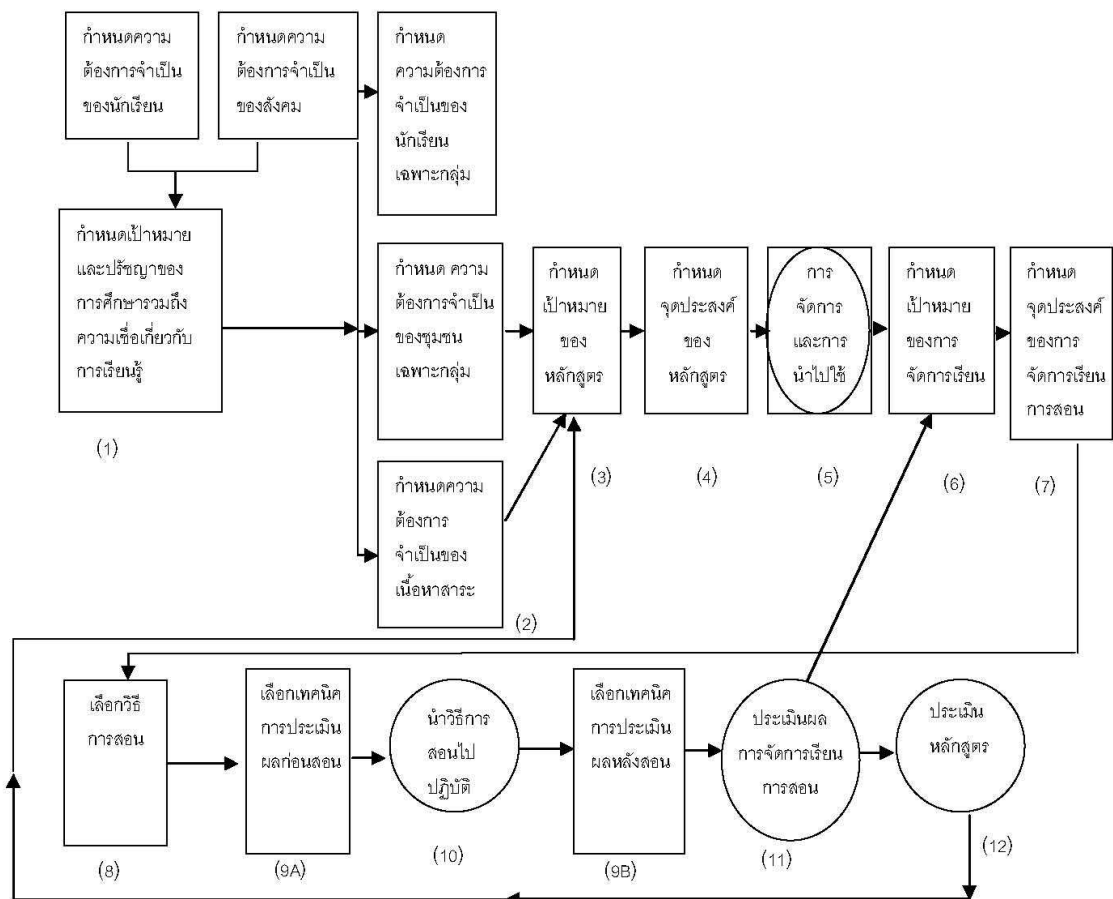 กำหนดความ
ต้องการจำเป็น
ของนักเรียน
กำหนดความ
ต้องการจำเป็น
ของสังคม
กำหนด
ความต้องการ
จำเป็นของ
นักเรียน
เฉพาะกลุ่ม
กำหนดเป้าหมาย
และปรัชญาของ
การศึกษารวมถึง
ความเชื่อเกี่ยวกับ
การเรียนรู้
(1)
กำหนด ความ
ต้องการจำเป็น
ของชุมชน
เฉพาะกลุ่ม
กำหนดความ
ต้องการ
จำเป็นของ
เนื้อหาสาระ
(2)
กำหนด
เป้าหมาย
ของ
หลักสูตร
(3)
กำหนด
จุดประสงค์
ของ
หลักสูตร
(4)
การ
จัดการ
และการ
นำไปใช้
(5)
กำหนด
เป้าหมาย
ของการ
จัดการเรียน
(6)
กำหนด
จุดประสงค์
ของการ
จัดการเรียน
การสอน
(7)
เลือกวิธี
การสอน
(8)
เลือกเทคนิค
การประเมิน
ผลก่อนสอน
(9A)
นำวิธีการ
สอนไป
ปฏิบัติ
(10)
เลือกเทคนิค
การประเมิน
ผลหลังสอน
(9B)
ประเมินผล
การจัดการเรียน
การสอน
(11)
ประเมิน
หลักสูตร
(12)